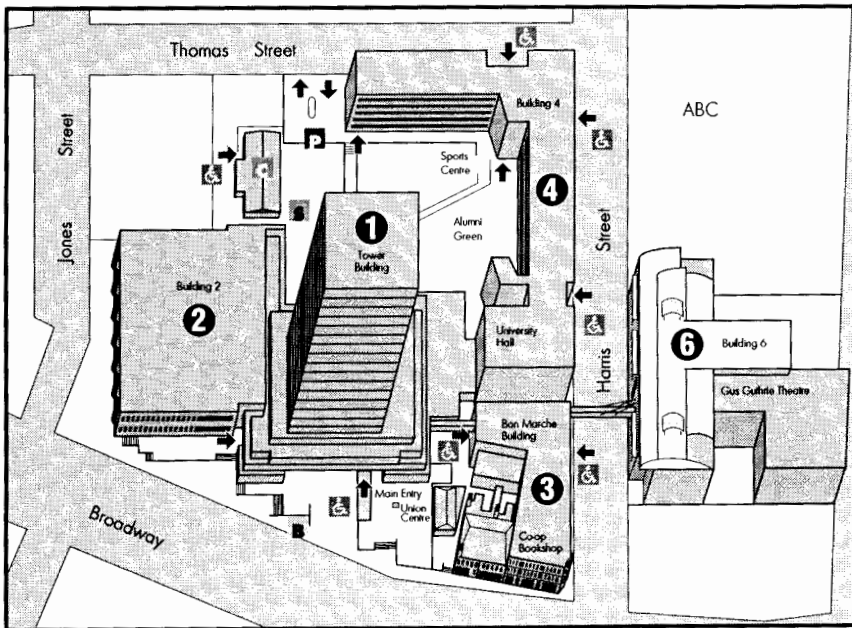 Thomas Street
Building 4
ABC
Street
Jones
P
C
Sports
Centre
4
S
1
Tower
Building
Alumni
Green
Street
Harris
Building 2
2
University
Hall
6
Building 6
Gus Guthrie Theatre
Bon Marche
Building
3
Main Entry
Union
Centre
B
Co-op
Bookshop
Broadway